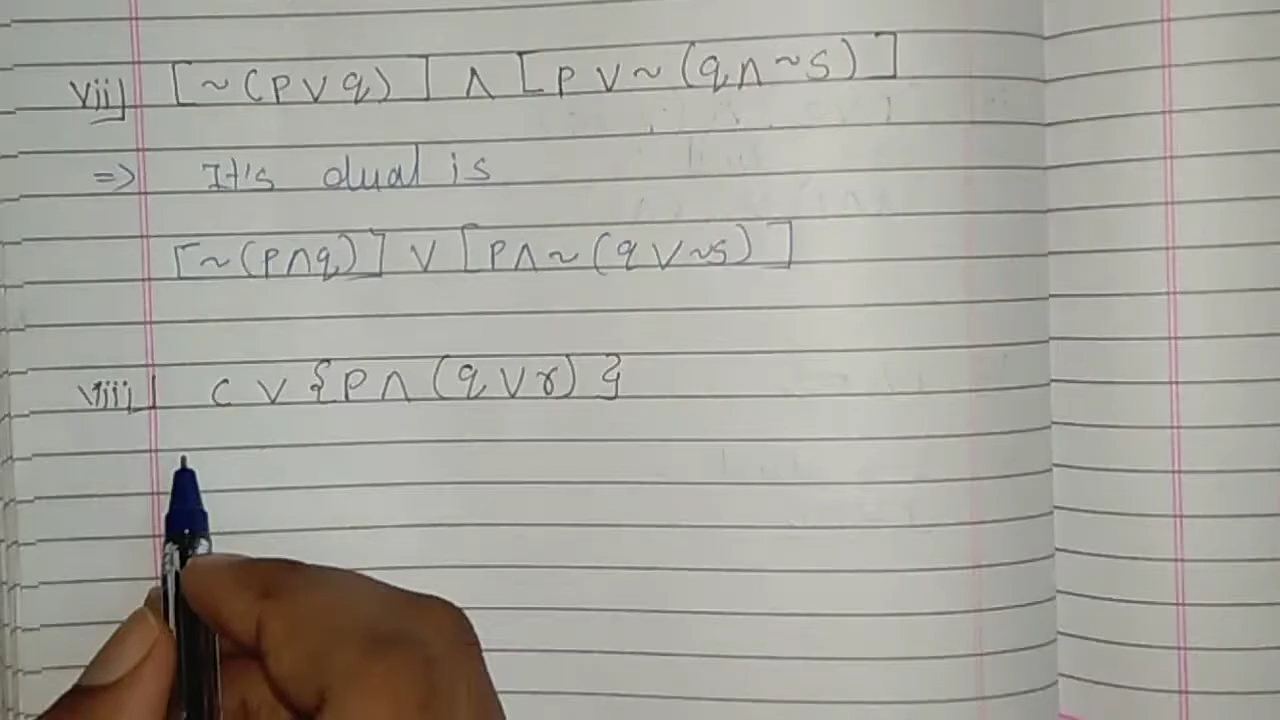 vii] [~(p∨q)] ∧ [p∨~(q∧~s)]
=> It's dual is
[~(p∧q)] ∨ [p∧~(q∨~s)]
viii] c ∨ {p∧(q∨r)}